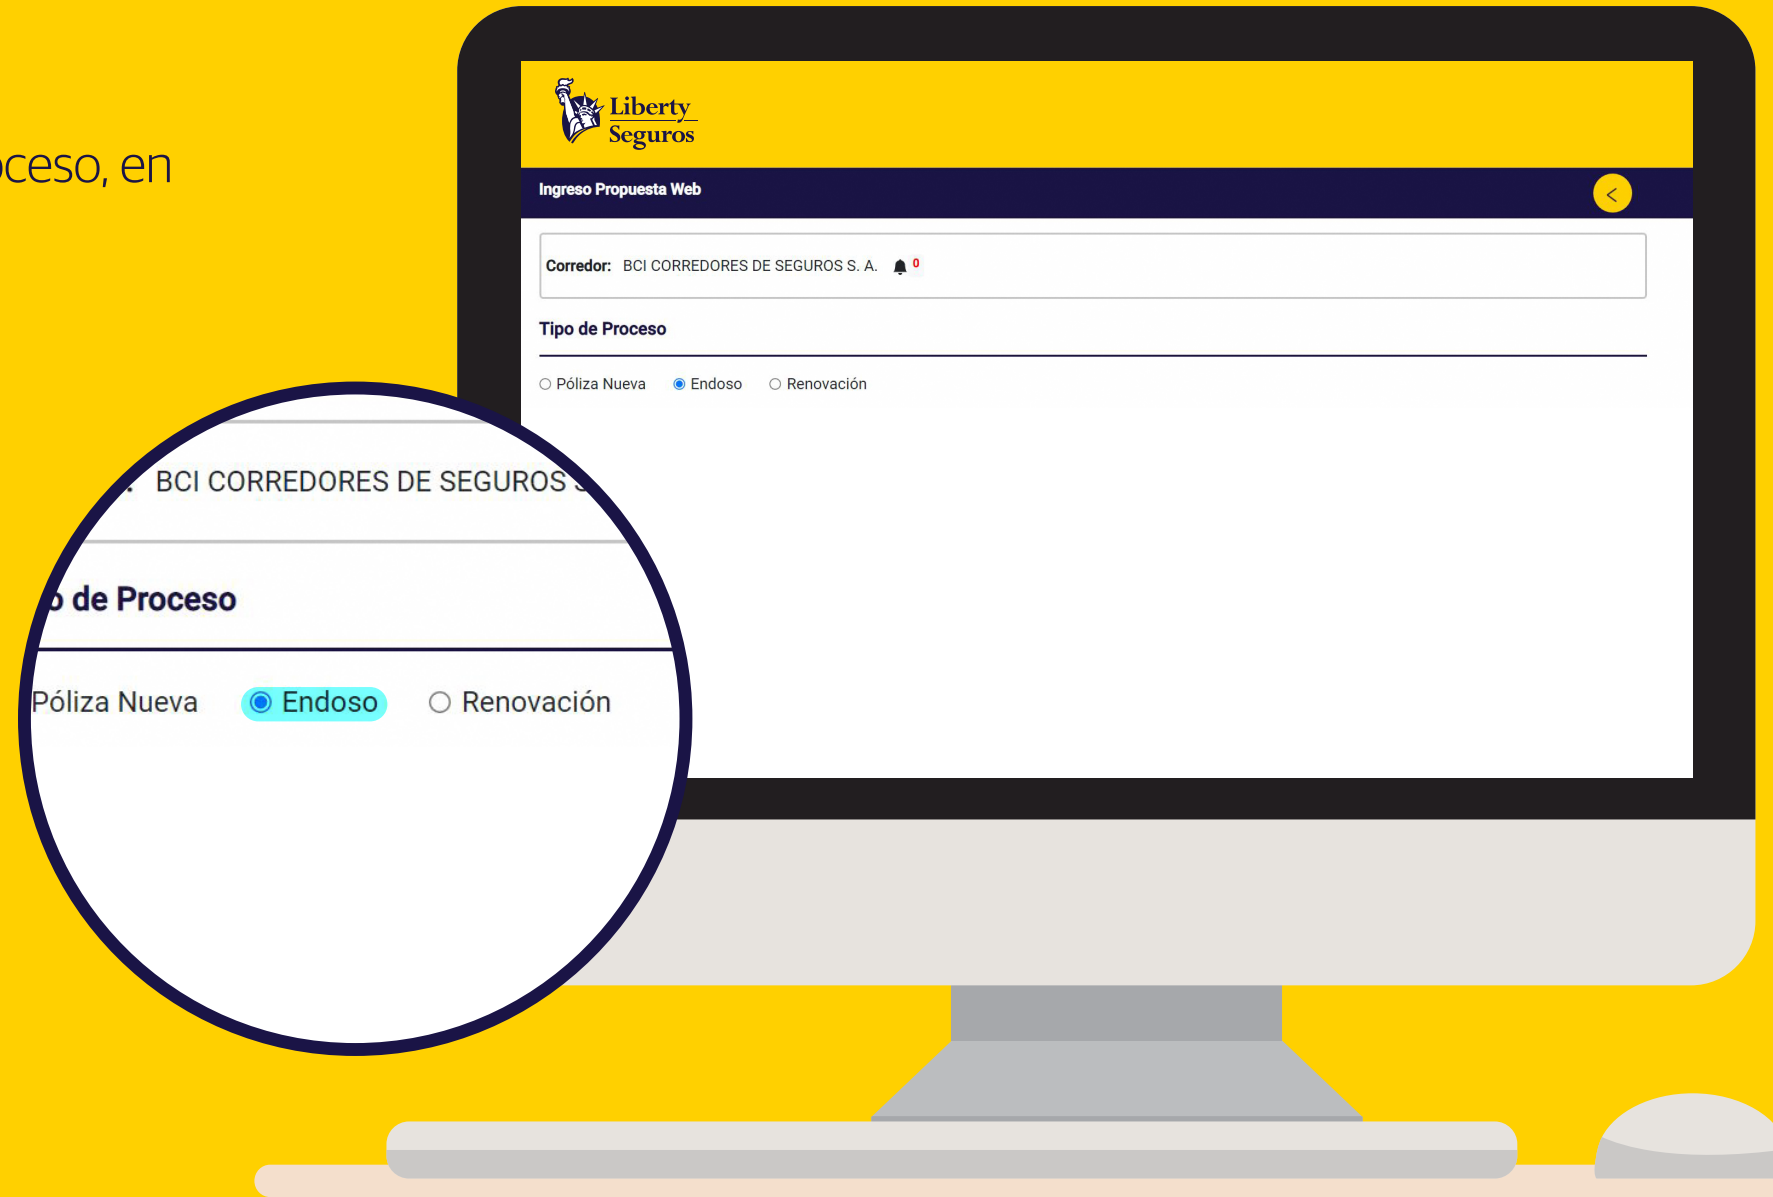 Liberty
Seguros
oceso, en
Ingreso Propuesta Web
Corredor: BCI CORREDORES DE SEGUROS S. A. 0
Tipo de Proceso
Póliza Nueva Endoso Renovación
BCI CORREDORES DE SEGUROS S
o de Proceso
Póliza Nueva Endoso Renovación